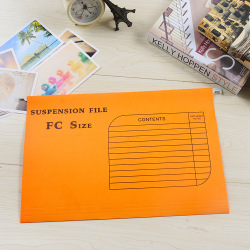 KELLY HOPPEN
SUSPENSION FILE
FC SIZE
CONTENTS